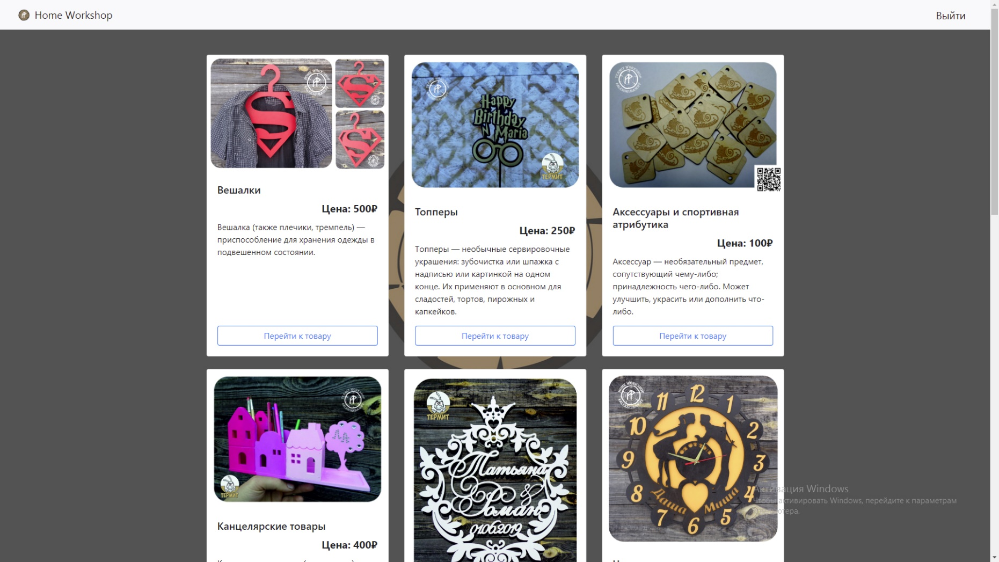 Home Workshop
Выйти
HOME WORKSHOP
Happy
Birthday
Maria
ТЕРМИТ
Вешалки
Цена: 500₽
Вешалка (также плечики, тремпель) —
приспособление для хранения одежды в
подвешенном состоянии.
Перейти к товару
Топперы
Цена: 250₽
Топперы — необычные сервировочные
украшения: зубочистка или шпажка с
надписью или картинкой на одном
конце. Их применяют в основном для
сладостей, тортов, пирожных и
капкейков.
Перейти к товару
Аксессуары и спортивная
атрибутика
Цена: 100₽
Аксессуар — необязательный предмет,
сопутствующий чему-либо;
принадлежность чего-либо. Может
улучшить, украсить или дополнить что-
либо.
Перейти к товару
ТЕРМИТ
Канцелярские товары
Цена: 400₽
ТЕРМИТ
Татьяна
&
Роман
01.06.2019
HOME WORKSHOP
12
1
2
3
4
5
6
7
8
9
10
11
Даша
Миша
Активация Windows
Чтобы активировать Windows, перейдите к параметрам